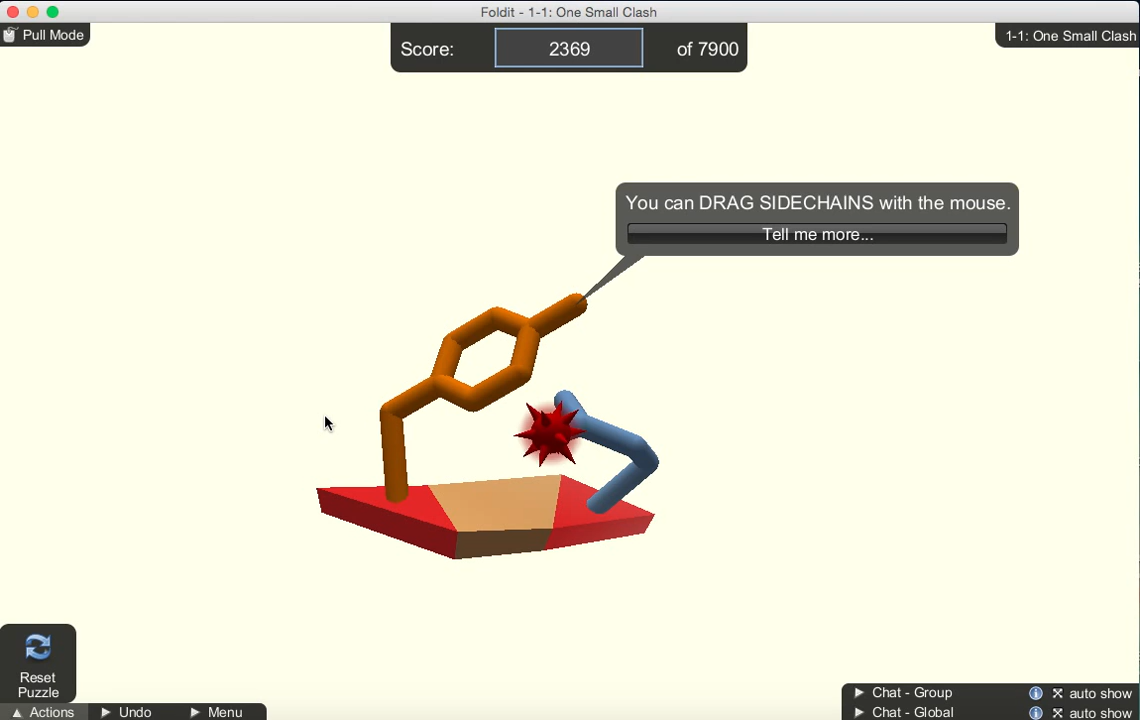 Foldit - 1-1: One Small Clash
Pull Mode
Score: 2369 of 7900
1-1: One Small Clash
You can DRAG SIDECHAINS with the mouse.
Tell me more...
Reset
Puzzle
Actions Undo Menu
Chat - Group auto show
Chat - Global auto show